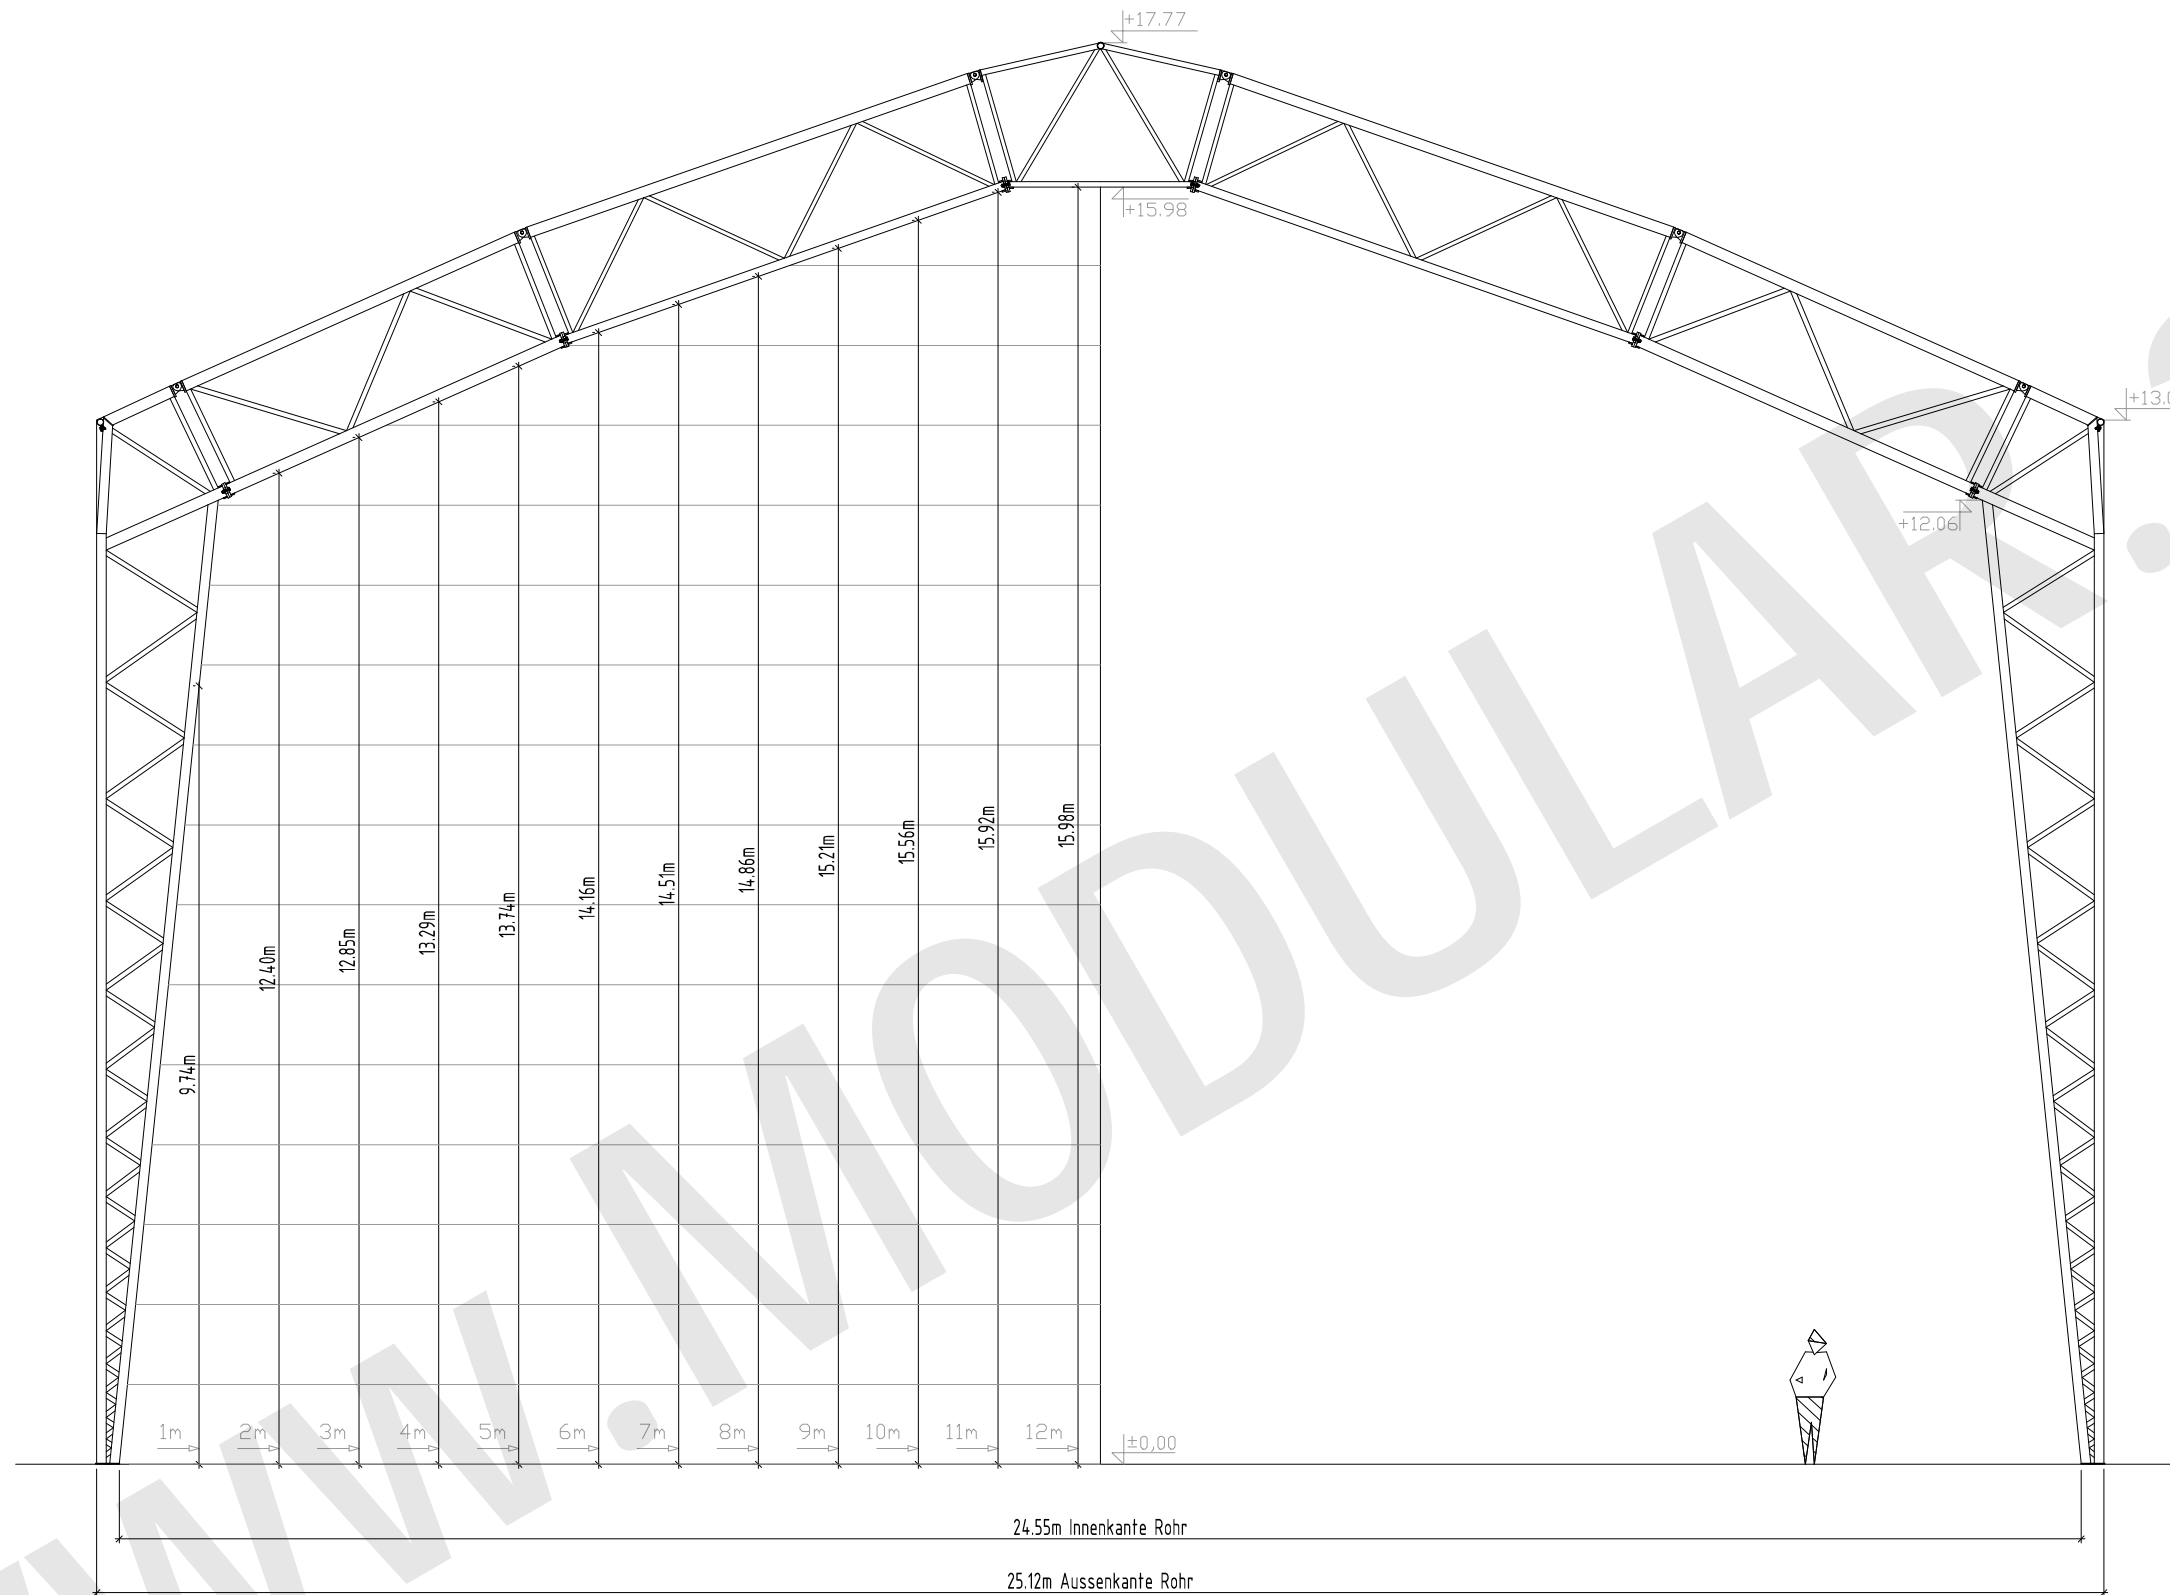 +17.77
+15.98
+13.0
+12.06
9.74m
12.40m
12.85m
13.29m
13.74m
14.16m
14.51m
14.86m
15.21m
15.56m
15.92m
15.98m
1m 2m 3m 4m 5m 6m 7m 8m 9m 10m 11m 12m
±0,00
24.55m Innenkante Rohr
25.12m Aussenkante Rohr
WW.MODULAR.